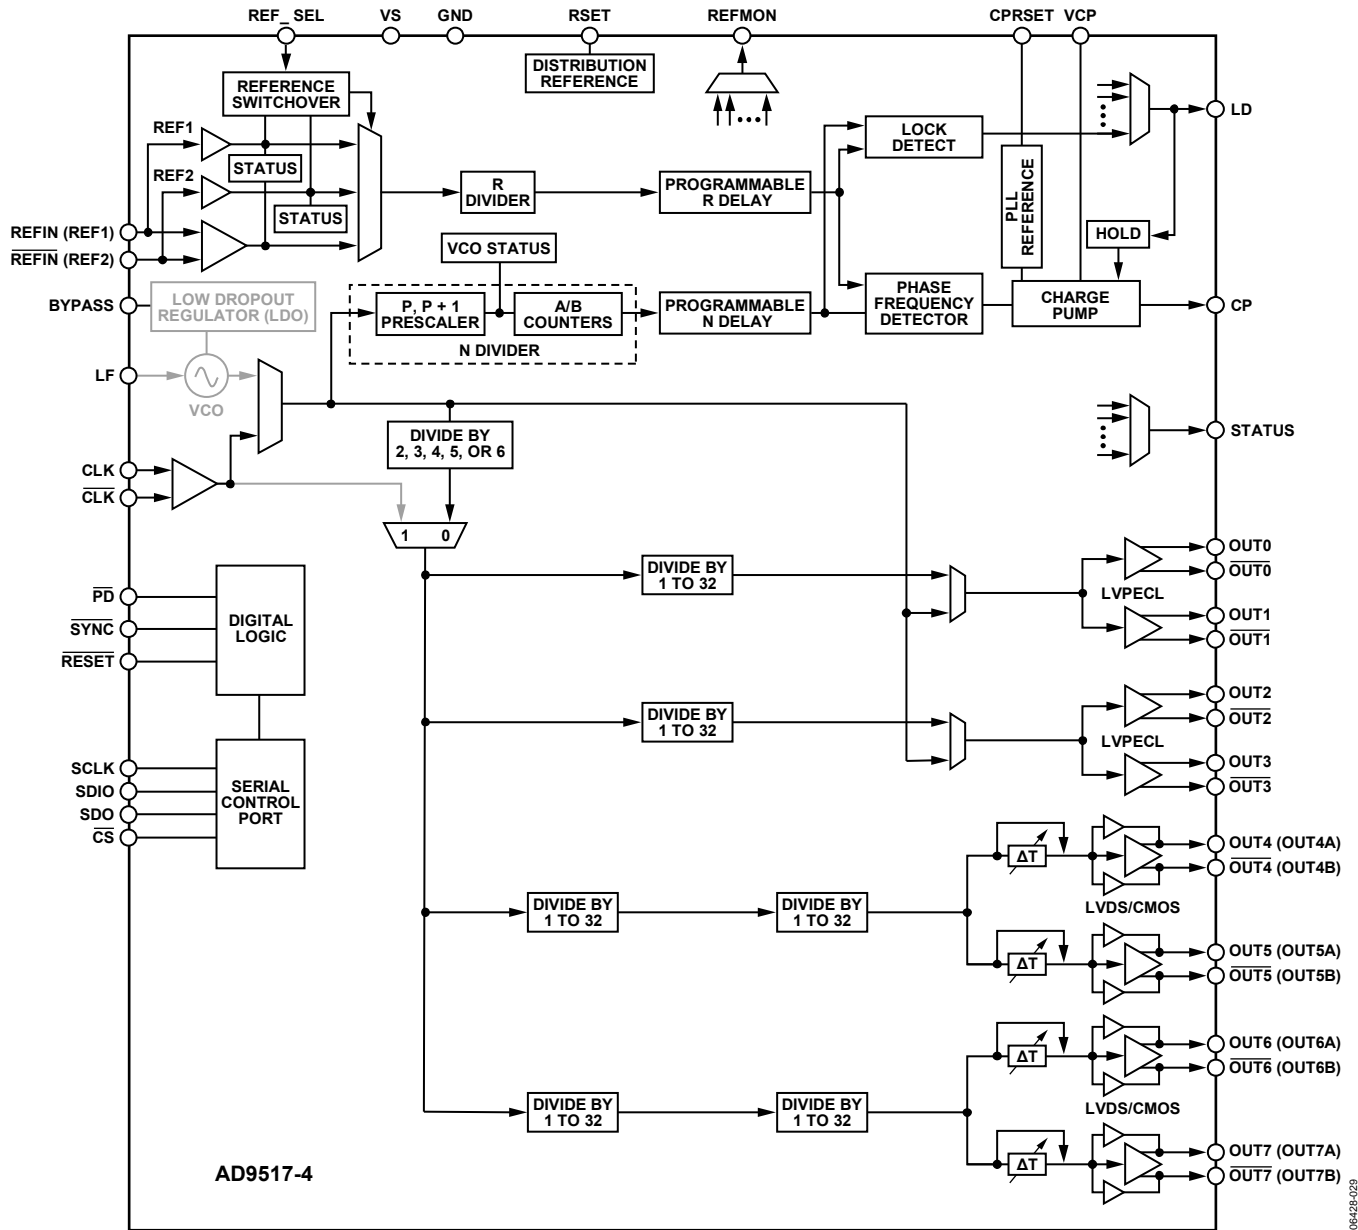 REF_ SEL
VS
GND
RSET
REFMON
CPRSET
VCP
DISTRIBUTION
REFERENCE
REFERENCE
SWITCHOVER
REF1
STATUS
REF2
STATUS
R
DIVIDER
PROGRAMMABLE
R DELAY
LOCK
DETECT
PLL
REFERENCE
LD
HOLD
REFIN (REF1)
REFIN (REF2)
BYPASS
LOW DROPOUT
REGULATOR (LDO)
VCO STATUS
P, P + 1
PRESCALER
A/B
COUNTERS
N DIVIDER
PROGRAMMABLE
N DELAY
PHASE
FREQUENCY
DETECTOR
CHARGE
PUMP
CP
LF
VCO
DIVIDE BY
2, 3, 4, 5, OR 6
STATUS
CLK
CLK
1 0
PD
SYNC
RESET
DIGITAL
LOGIC
DIVIDE BY
1 TO 32
LVPECL
OUT0
OUT0
OUT1
OUT1
SCLK
SDIO
SDO
CS
SERIAL
CONTROL
PORT
DIVIDE BY
1 TO 32
LVPECL
OUT2
OUT2
OUT3
OUT3
DIVIDE BY
1 TO 32
DIVIDE BY
1 TO 32
ΔT
ΔT
LVDS/CMOS
OUT4 (OUT4A)
OUT4 (OUT4B)
OUT5 (OUT5A)
OUT5 (OUT5B)
DIVIDE BY
1 TO 32
DIVIDE BY
1 TO 32
ΔT
ΔT
LVDS/CMOS
OUT6 (OUT6A)
OUT6 (OUT6B)
OUT7 (OUT7A)
OUT7 (OUT7B)
AD9517-4
06428-029